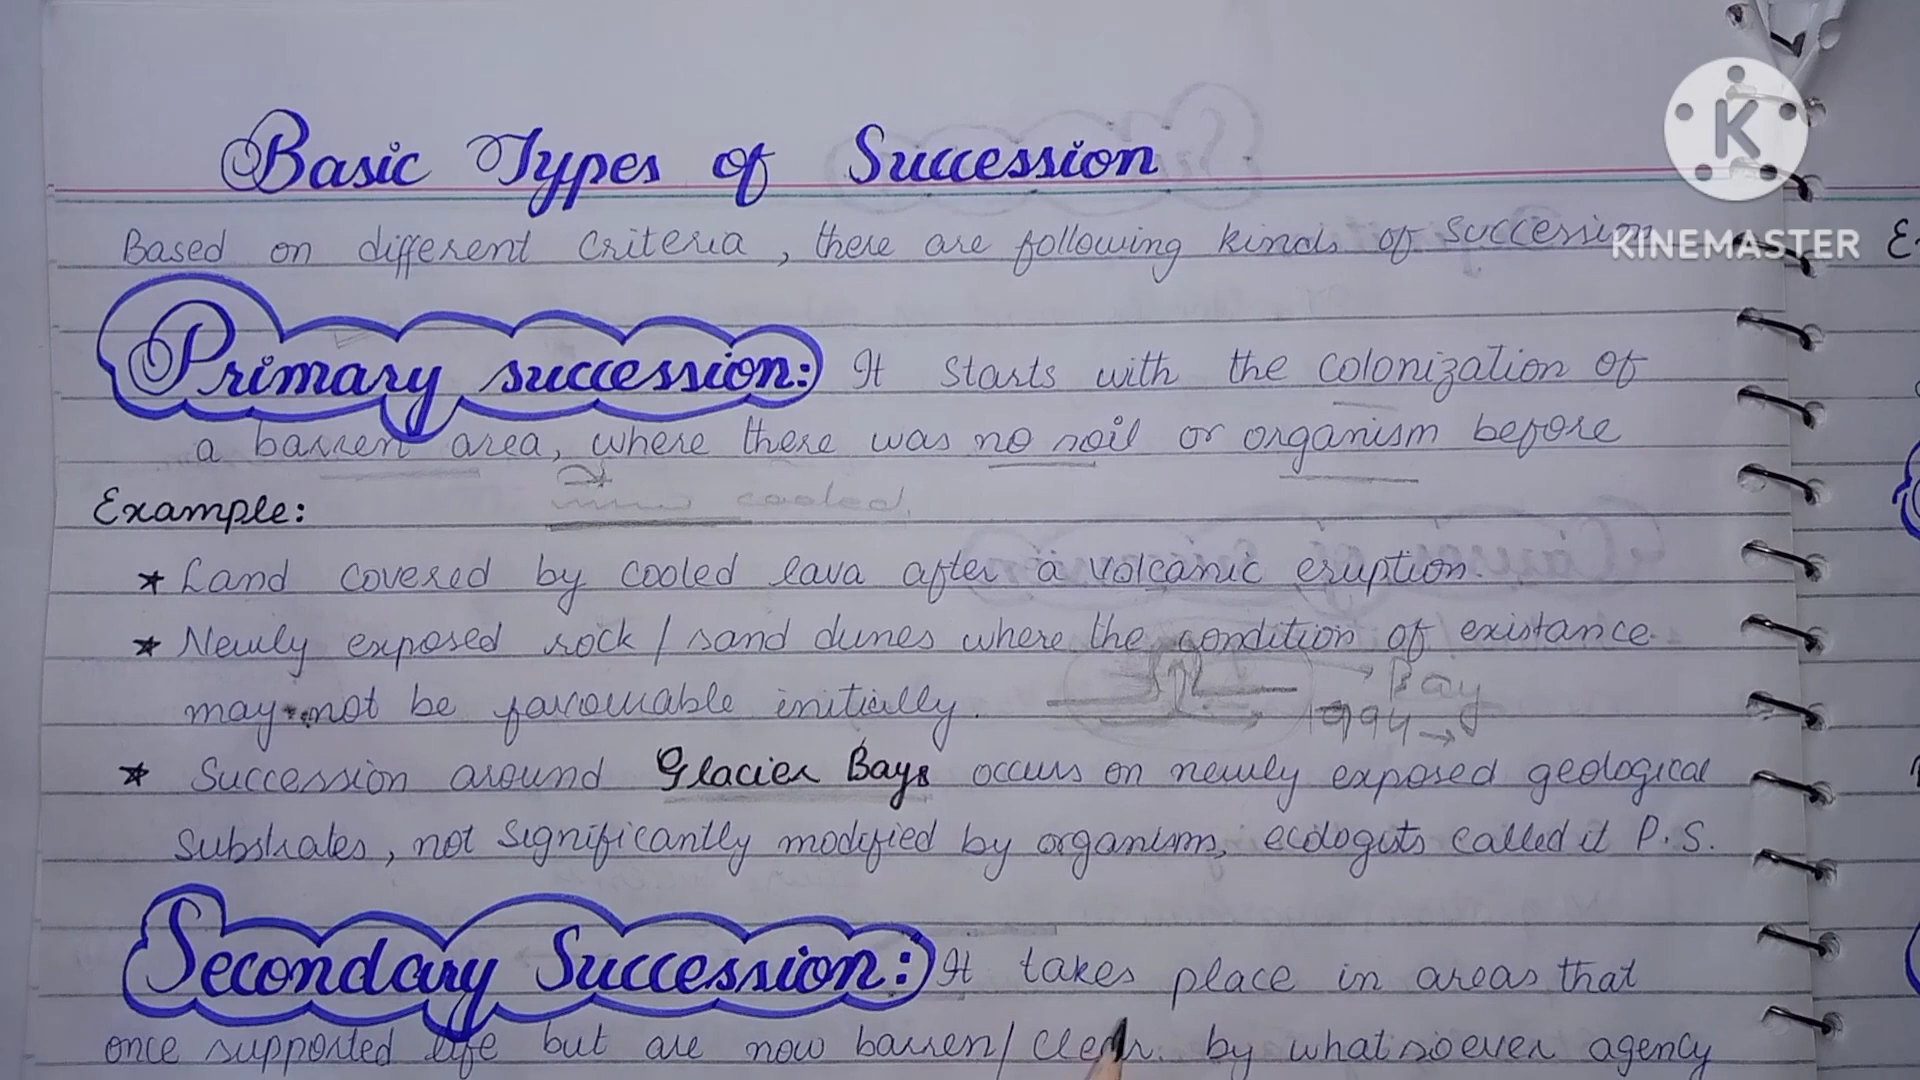 Basic Types of Succession
Based on different criteria, there are following kinds of succession
KINEMASTER
Primary succession: It starts with the colonization of
a barren area, where there was no soil or organism before
cooled
Example:
★ Land covered by cooled lava after a volcanic eruption.
★ Newly exposed rock / sand dunes where the condition of existance
may not be favourable initially.
Bay
1994 →
★ Succession around Glacier Bays occurs on newly exposed geological
substrates, not significantly modified by organism, ecologists called it P.S.
Secondary Succession: It takes place in areas that
once supported life but are now barren/ clear by whatsoever agency